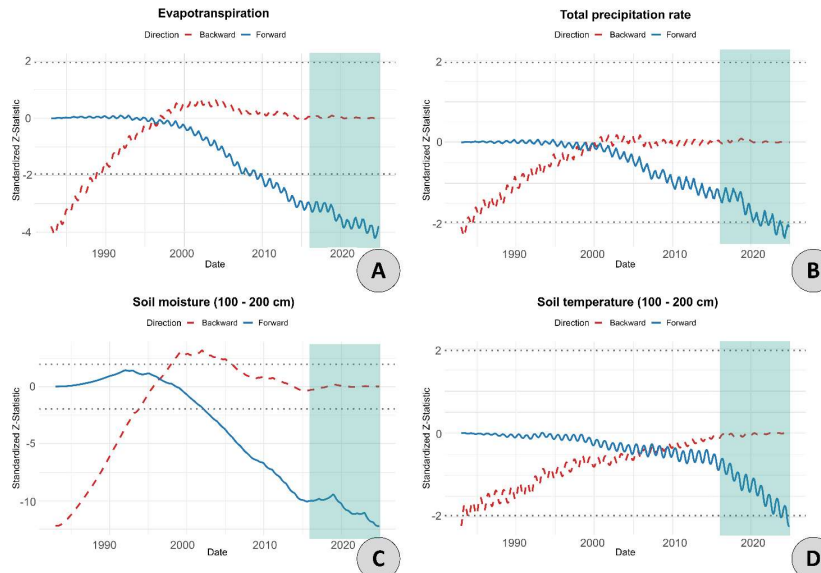 Evapotranspiration
Direction Backward Forward
Standardized Z-Statistic
2
0
-2
-4
1990 2000 2010 2020
Date
A
Total precipitation rate
Direction Backward Forward
Standardized Z-Statistic
2
0
-2
1990 2000 2010 2020
Date
B
Soil moisture (100 - 200 cm)
Direction Backward Forward
Standardized Z-Statistic
0
-5
-10
1990 2000 2010 2020
Date
C
Soil temperature (100 - 200 cm)
Direction Backward Forward
Standardized Z-Statistic
2
0
-2
1990 2000 2010 2020
Date
D